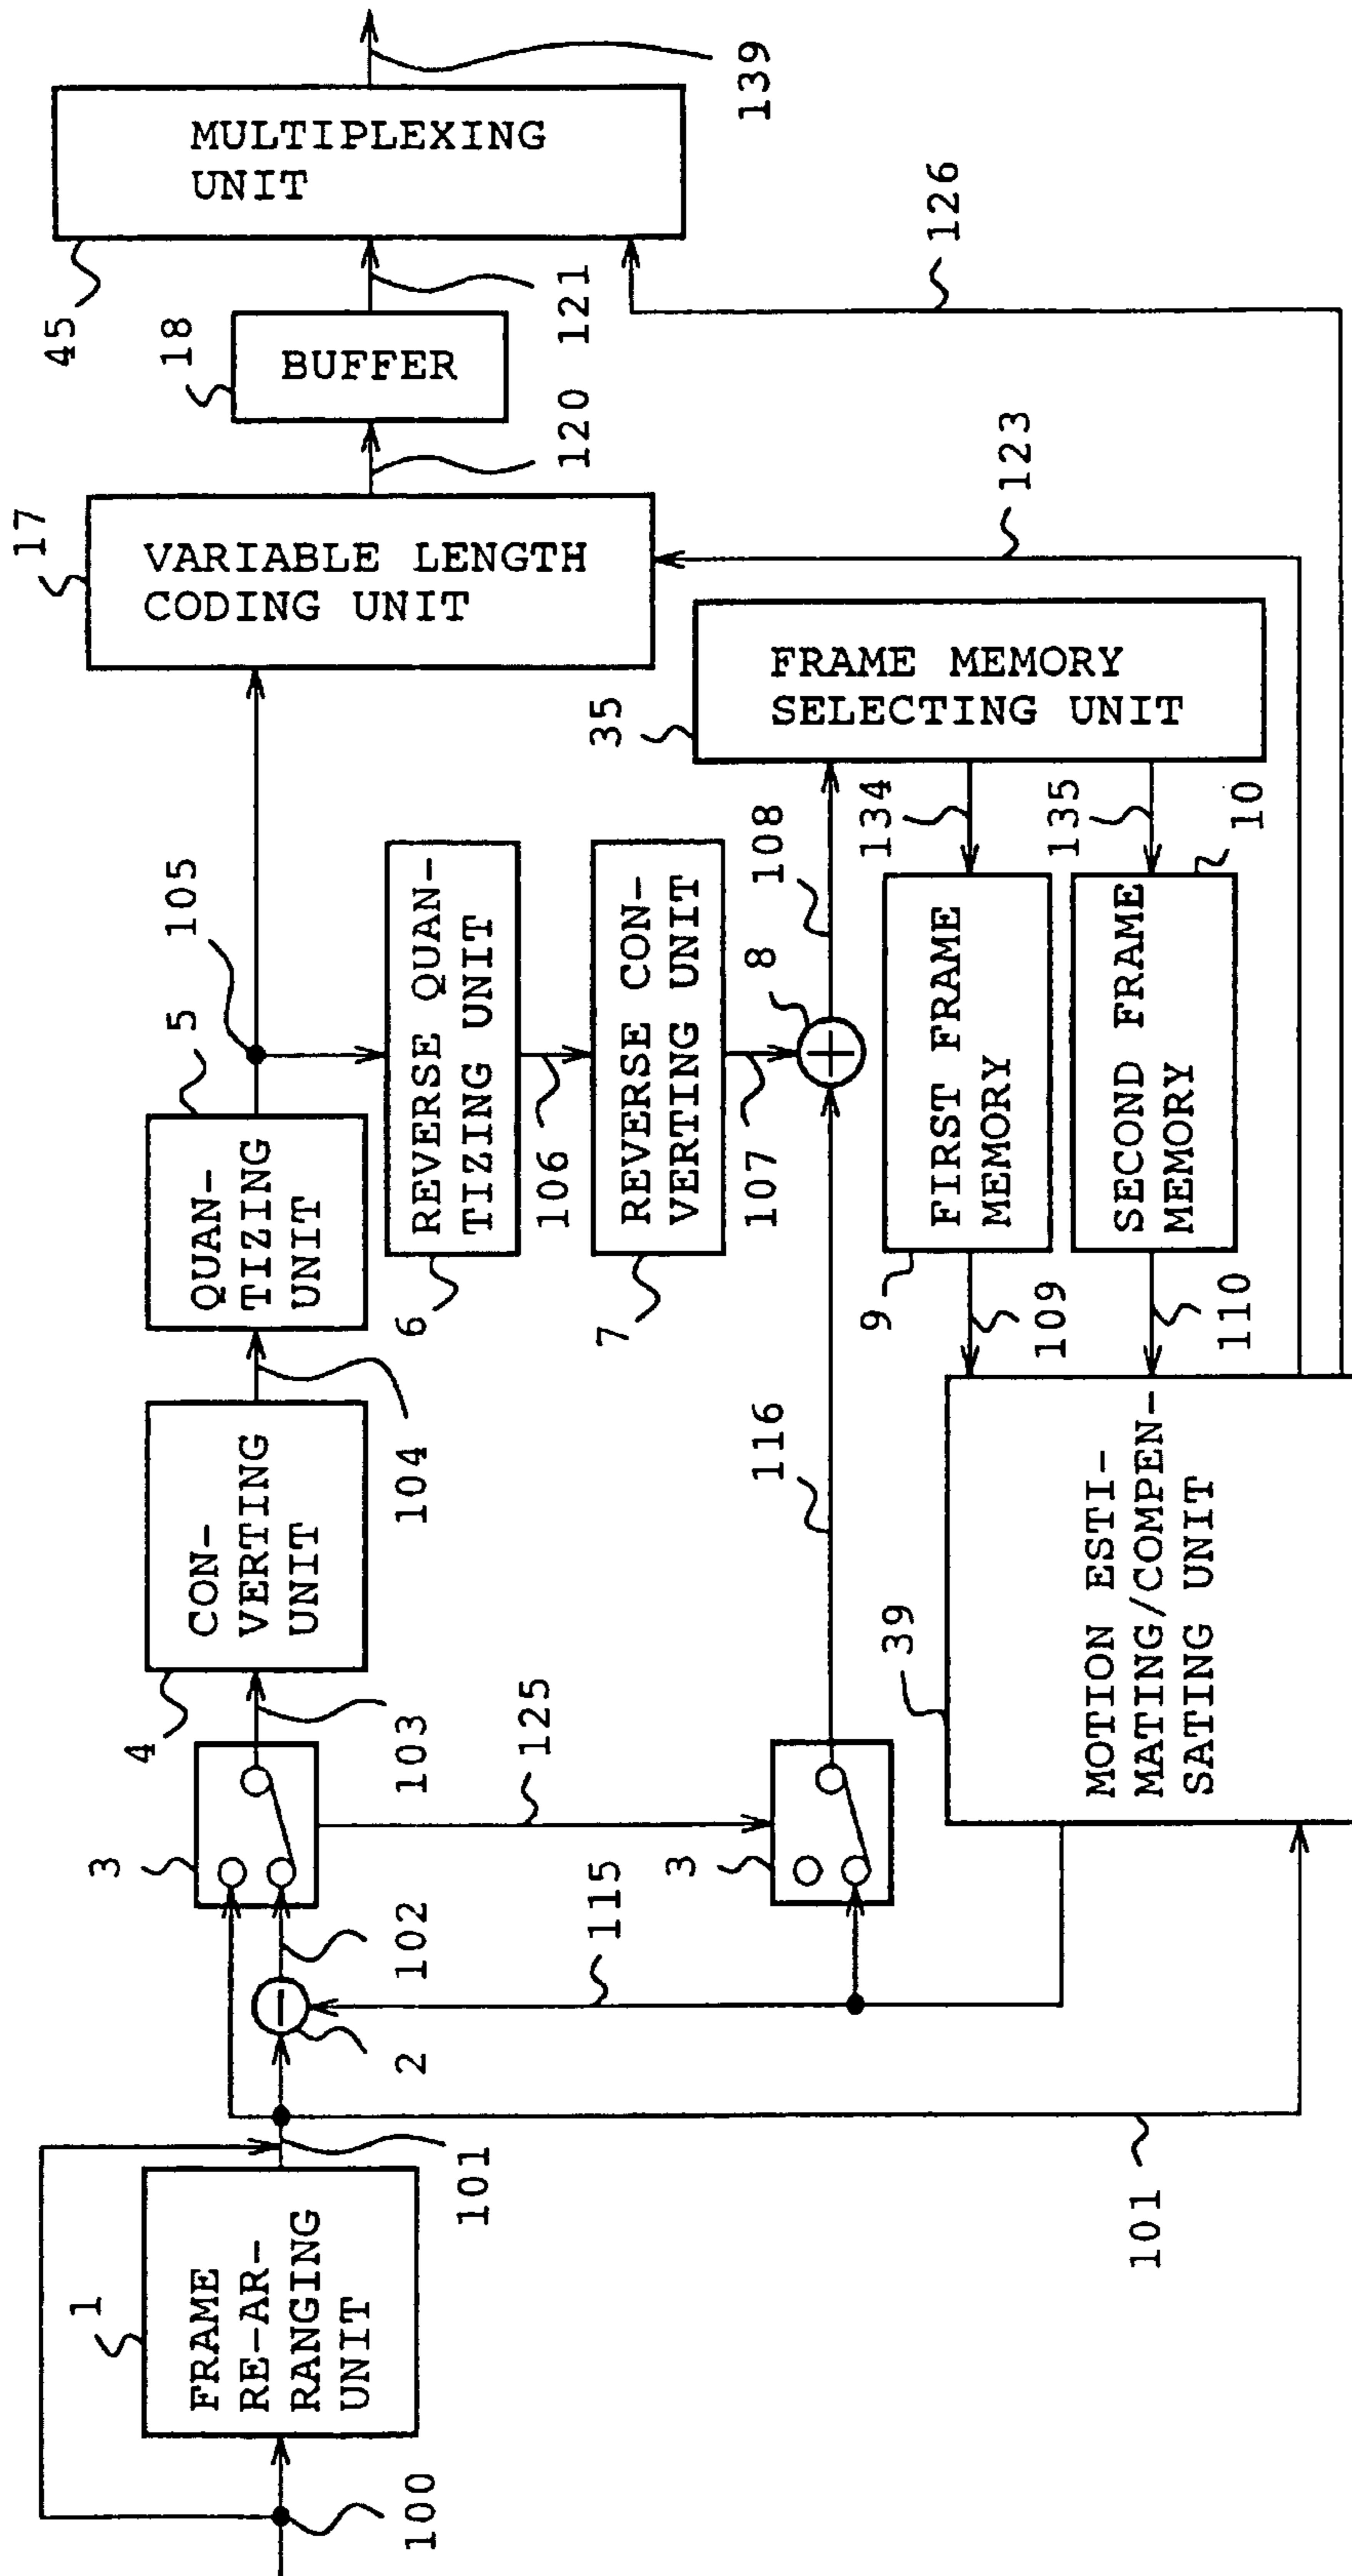 1
FRAME
RE-AR-
RANGING
UNIT
100
101
101
2
102
3
103
4
CON-
VERTING
UNIT
104
QUAN-
TIZING
UNIT
5
105
17
VARIABLE LENGTH
CODING UNIT
120
18
BUFFER
121
45
MULTIPLEXING
UNIT
139
125
115
3
116
6
REVERSE QUAN-
TIZING UNIT
106
7
REVERSE CON-
VERTING UNIT
107
8
108
35
FRAME MEMORY
SELECTING UNIT
134
135
9
FIRST FRAME
MEMORY
109
10
SECOND FRAME
MEMORY
110
39
MOTION ESTI-
MATING/COMPEN-
SATING UNIT
123
126